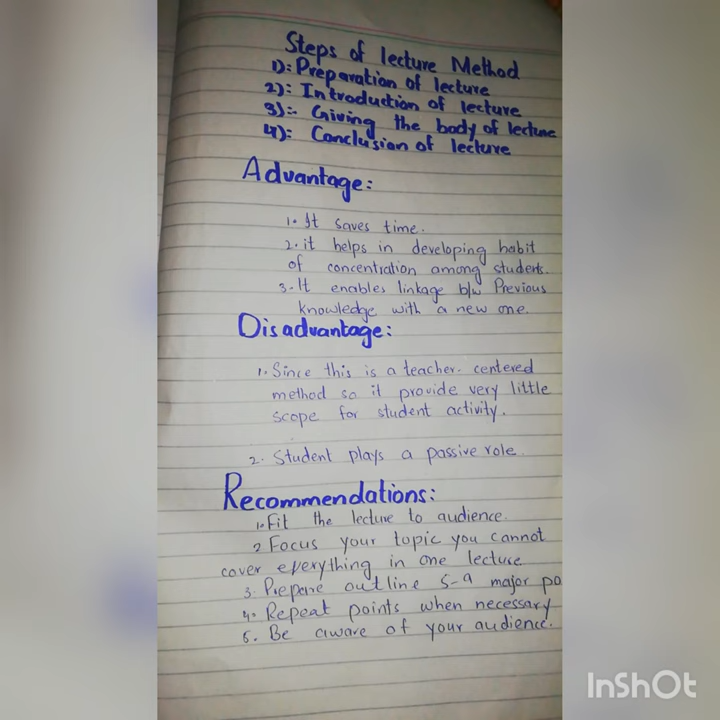 Steps of lecture Method
1):Preparation of lecture
2): Introduction of lecture
3):- Giving the body of lecture
4): Conclusion of lecture
Advantage:
1. It saves time.
2. it helps in developing habit
of concentration among students.
3. It enables linkage b/w Previous
knowledge with a new one.
Disadvantage:
1. Since this is a teacher. centered
method so it provide very little
scope for student activity.
2. Student plays a passive role.
Recommendations:
1. Fit the lecture to audience.
2 Focus your topic you cannot
cover everything in one lecture
3. Prepare outline 5-9 major po
4. Repeat points when necessary
5. Be aware of your audience.
InShOt